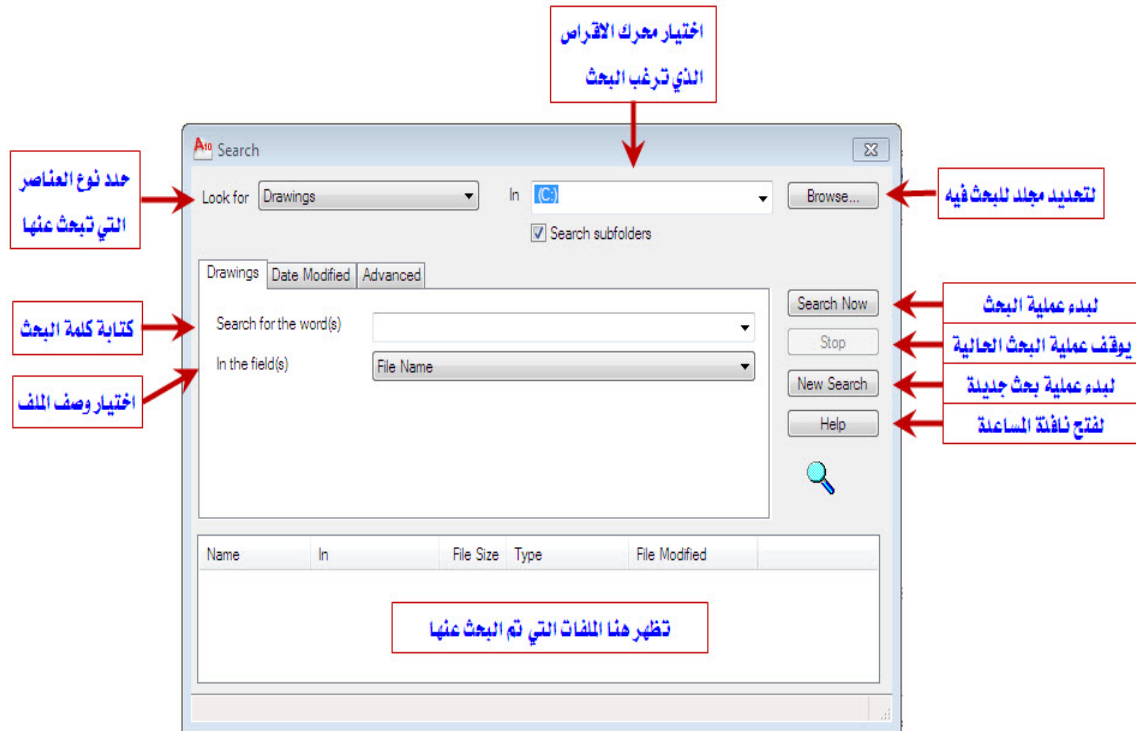 اختيار محرك الاقراص
الذي ترغب البحث
A10 Search
حدد نوع العناصر
التي تبحث عنها
Look for Drawings In (C:) Browse...
لتحديد مجلد للبحث فيه
Search subfolders
Drawings Date Modified Advanced
كتابة كلمة البحث
Search for the word(s)
Search Now
لبدء عملية البحث
Stop
يوقف عملية البحث الحالية
In the field(s) File Name
اختيار وصف الملف
New Search
لبدء عملية بحث جديدة
Help
لفتح نافذة المساعدة
Name In File Size Type File Modified
تظهر هنا الملفات التي تم البحث عنها